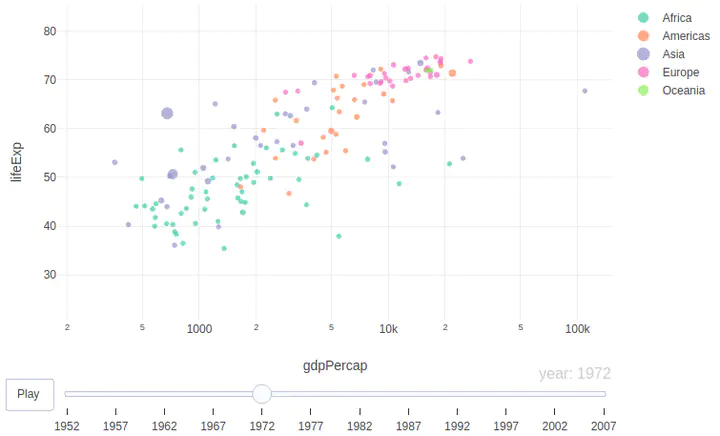 80
70
60
50
40
30
lifeExp
2 5 1000 2 5 10k 2 5 100k
gdpPercap
Africa
Americas
Asia
Europe
Oceania
year: 1972
Play
1952 1957 1962 1967 1972 1977 1982 1987 1992 1997 2002 2007